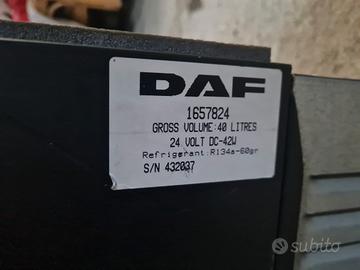 DAF
1657824
GROSS VOLUME:40 LITRES
24 VOLT DC-42W
Refrigerant:R134a-60gr
S/N 432037
subito